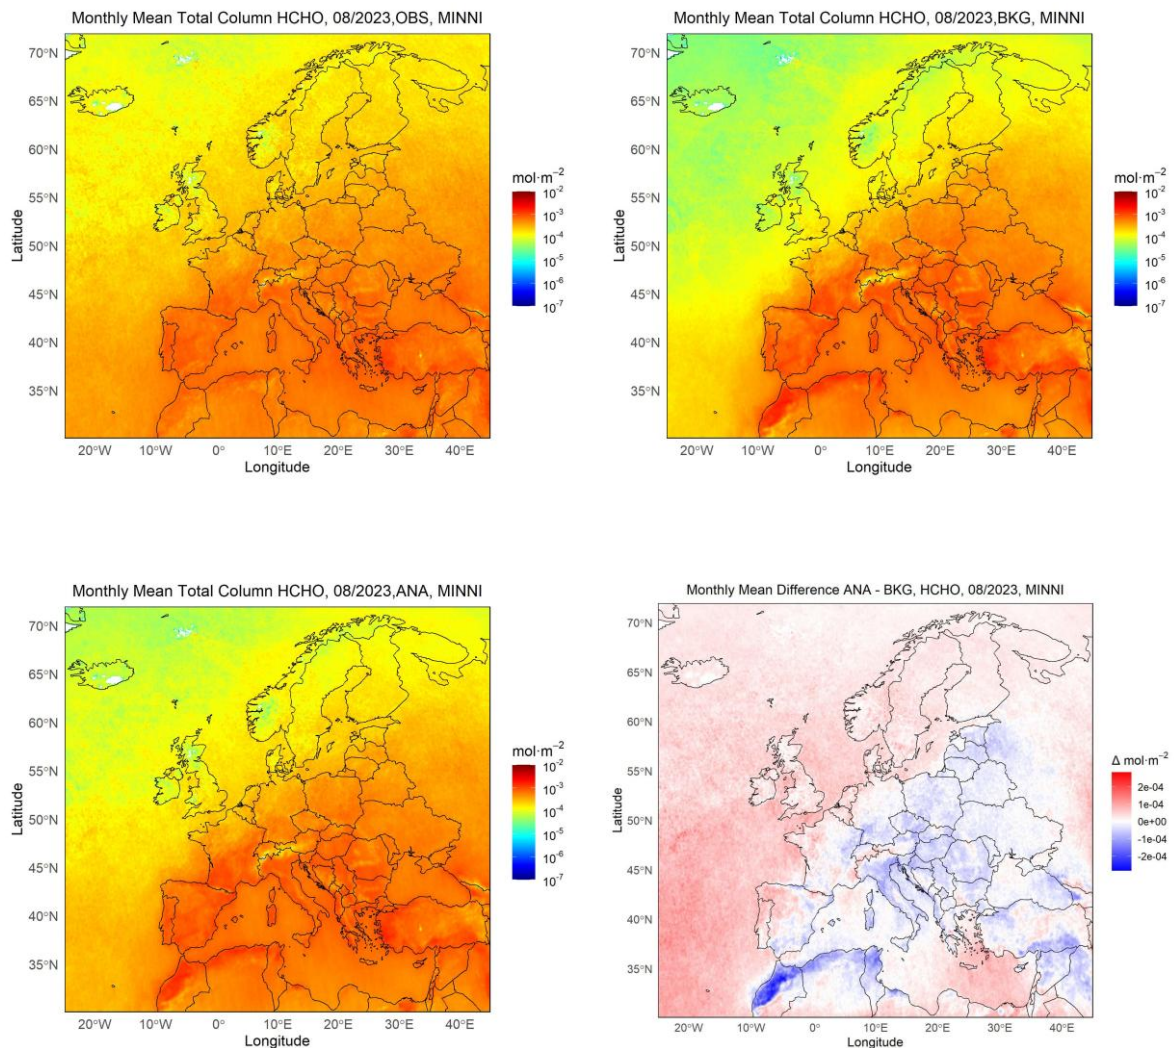 Monthly Mean Total Column HCHO, 08/2023,OBS, MINNI
70°N
65°N
60°N
55°N
50°N
45°N
40°N
35°N
Latitude
20°W 10°W 0° 10°E 20°E 30°E 40°E
Longitude
mol·m⁻²
10⁻²
10⁻³
10⁻⁴
10⁻⁵
10⁻⁶
10⁻⁷
Monthly Mean Total Column HCHO, 08/2023,BKG, MINNI
70°N
65°N
60°N
55°N
50°N
45°N
40°N
35°N
Latitude
20°W 10°W 0° 10°E 20°E 30°E 40°E
Longitude
mol·m⁻²
10⁻²
10⁻³
10⁻⁴
10⁻⁵
10⁻⁶
10⁻⁷
Monthly Mean Total Column HCHO, 08/2023,ANA, MINNI
70°N
65°N
60°N
55°N
50°N
45°N
40°N
35°N
Latitude
20°W 10°W 0° 10°E 20°E 30°E 40°E
Longitude
mol·m⁻²
10⁻²
10⁻³
10⁻⁴
10⁻⁵
10⁻⁶
10⁻⁷
Monthly Mean Difference ANA - BKG, HCHO, 08/2023, MINNI
70°N
65°N
60°N
55°N
50°N
45°N
40°N
35°N
Latitude
20°W 10°W 0° 10°E 20°E 30°E 40°E
Longitude
Δ mol·m⁻²
2e-04
1e-04
0e+00
-1e-04
-2e-04